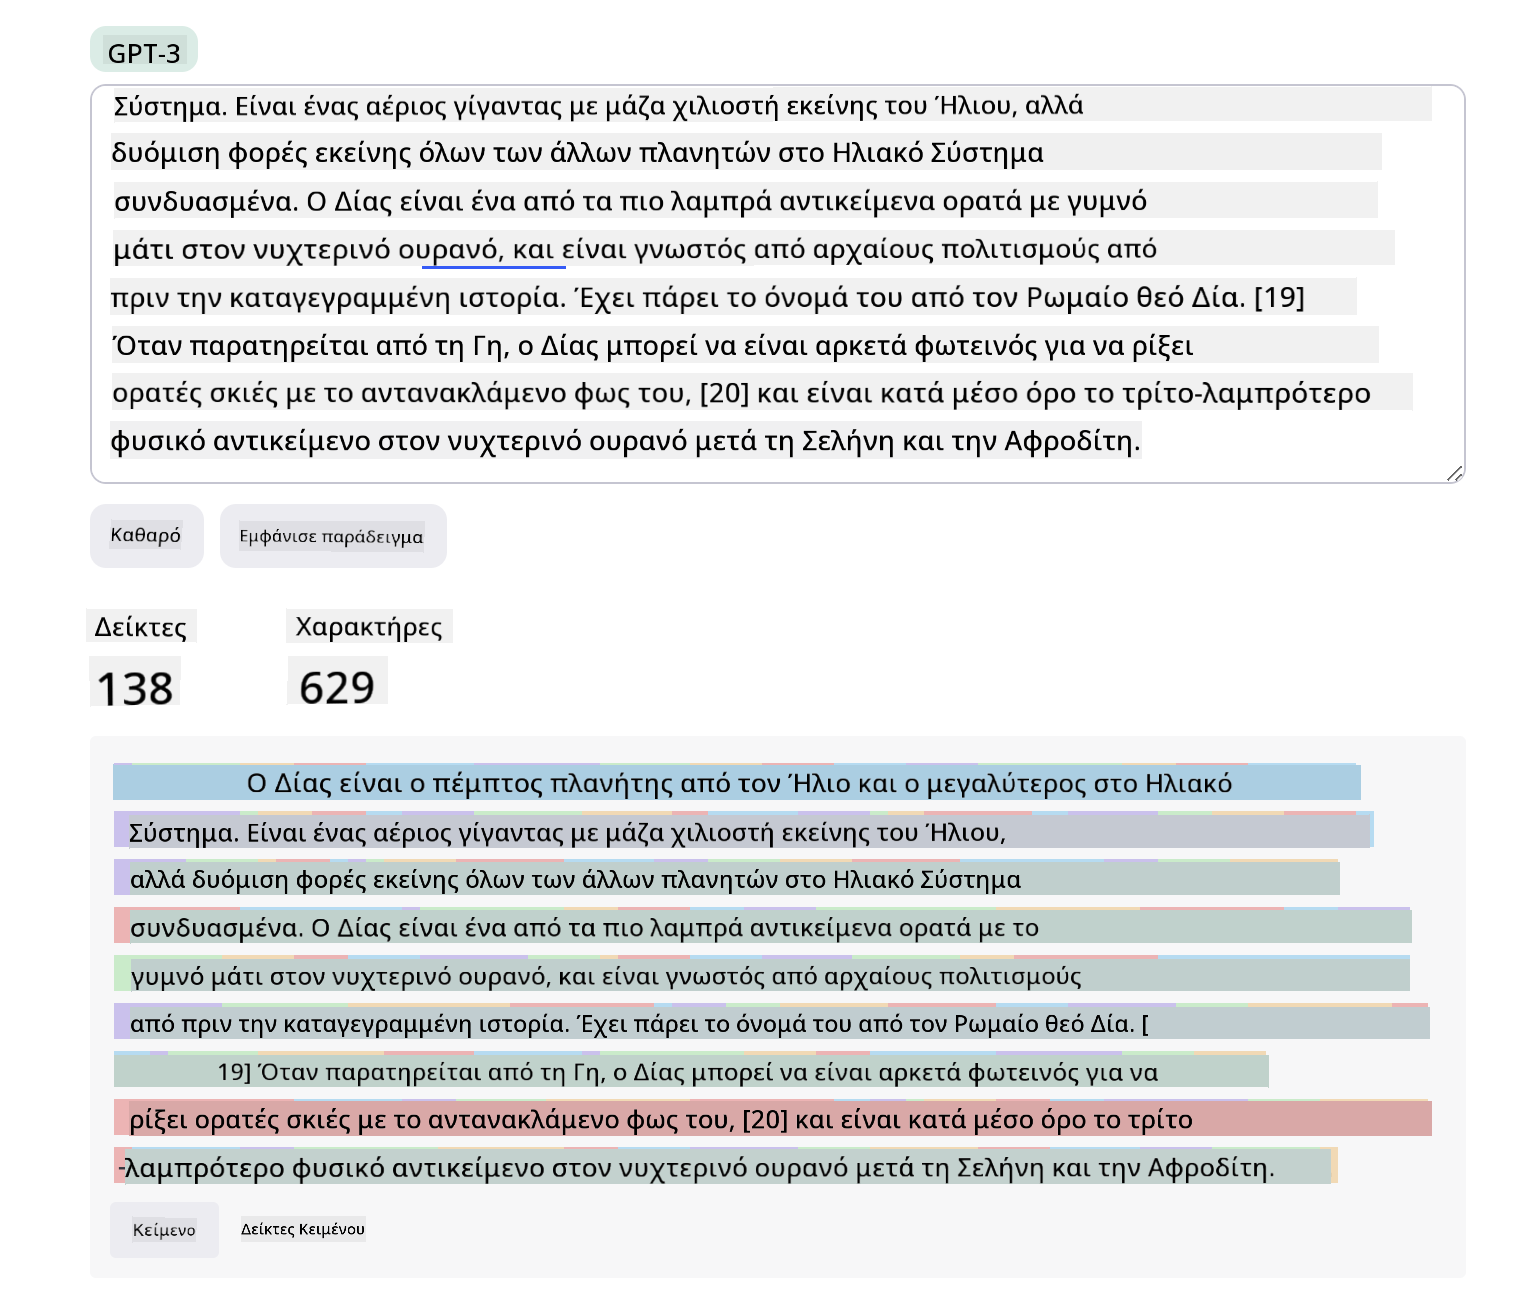 GPT-3
Σύστημα. Είναι ένας αέριος γίγαντας με μάζα χιλιοστή εκείνης του Ήλιου, αλλά
δυόμιση φορές εκείνης όλων των άλλων πλανητών στο Ηλιακό Σύστημα
συνδυασμένα. Ο Δίας είναι ένα από τα πιο λαμπρά αντικείμενα ορατά με γυμνό
μάτι στον νυχτερινό ουρανό, και είναι γνωστός από αρχαίους πολιτισμούς από
πριν την καταγεγραμμένη ιστορία. Έχει πάρει το όνομά του από τον Ρωμαίο θεό Δία. [19]
Όταν παρατηρείται από τη Γη, ο Δίας μπορεί να είναι αρκετά φωτεινός για να ρίξει
ορατές σκιές με το αντανακλάμενο φως του, [20] και είναι κατά μέσο όρο το τρίτο-λαμπρότερο
φυσικό αντικείμενο στον νυχτερινό ουρανό μετά τη Σελήνη και την Αφροδίτη.
Καθαρό
Εμφάνισε παράδειγμα
Δείκτες
Χαρακτήρες
138
629
Ο Δίας είναι ο πέμπτος πλανήτης από τον Ήλιο και ο μεγαλύτερος στο Ηλιακό
Σύστημα. Είναι ένας αέριος γίγαντας με μάζα χιλιοστή εκείνης του Ήλιου,
αλλά δυόμιση φορές εκείνης όλων των άλλων πλανητών στο Ηλιακό Σύστημα
συνδυασμένα. Ο Δίας είναι ένα από τα πιο λαμπρά αντικείμενα ορατά με το
γυμνό μάτι στον νυχτερινό ουρανό, και είναι γνωστός από αρχαίους πολιτισμούς
από πριν την καταγεγραμμένη ιστορία. Έχει πάρει το όνομά του από τον Ρωμαίο θεό Δία. [
19] Όταν παρατηρείται από τη Γη, ο Δίας μπορεί να είναι αρκετά φωτεινός για να
ρίξει ορατές σκιές με το αντανακλάμενο φως του, [20] και είναι κατά μέσο όρο το τρίτο
-λαμπρότερο φυσικό αντικείμενο στον νυχτερινό ουρανό μετά τη Σελήνη και την Αφροδίτη.
Κείμενο
Δείκτες Κειμένου